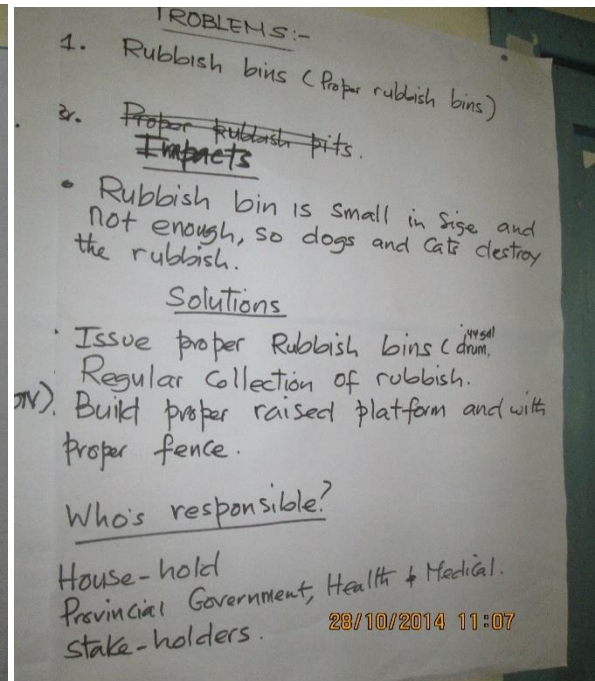 PROBLEMS:-
1. Rubbish bins (Proper rubbish bins)
2. Proper Rubbish pits.
Impacts
• Rubbish bin is small in size and
not enough, so dogs and cats destroy
the rubbish.
Solutions
• Issue proper Rubbish bins (44gal drum,
Regular Collection of rubbish.
ON). Build proper raised platform and with
proper fence.
Who's responsible?
House-hold
Provincial Government, Health & Medical.
Stake-holders.
28/10/2014 11:07